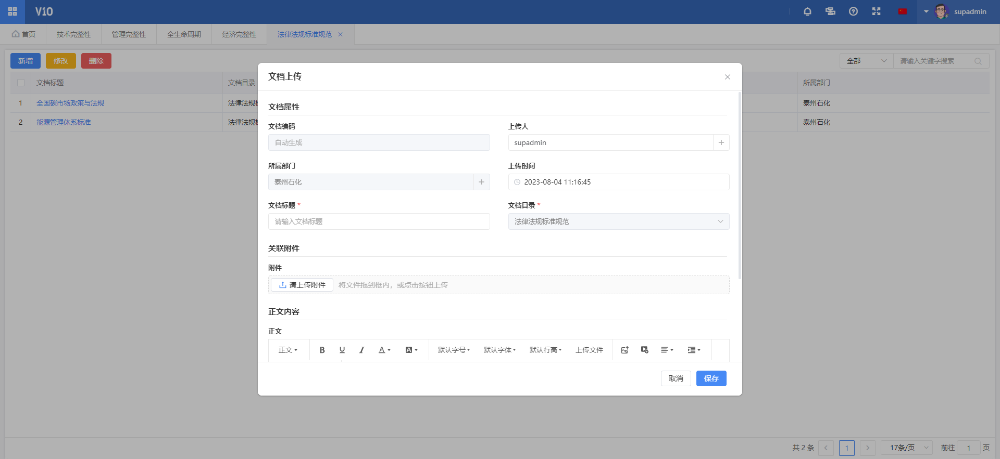 V10
supadmin
首页
技术完整性
管理完整性
全生命周期
经济完整性
法律法规标准规范
新增
修改
删除
全部
请输入关键字搜索
文档标题
文档目录
所属部门
1
全国碳市场政策与法规
法律法规标
泰州石化
2
能源管理体系标准
法律法规标
泰州石化
文档上传
文档属性
文档编码
上传人
自动生成
supadmin
所属部门
上传时间
泰州石化
2023-08-04 11:16:45
文档标题 *
文档目录 *
请输入文档标题
法律法规标准规范
关联附件
附件
请上传附件
将文件拖到框内，或点击按钮上传
正文内容
正文
正文 B U I A A 默认字号 默认字体 默认行高 上传文件
取消
保存
共 2 条
1
17条/页
前往 1 页